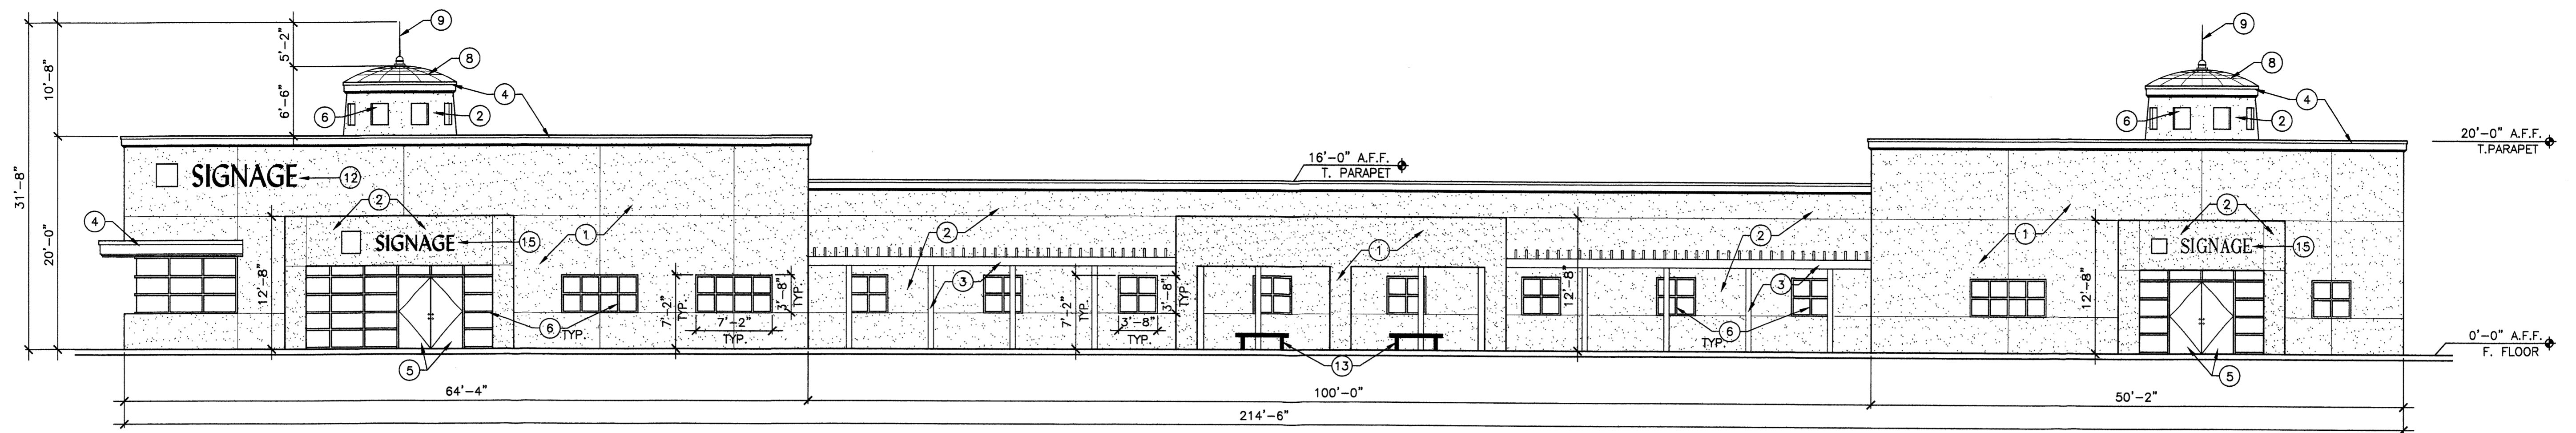 31'-8"
10'-8"
20'-0"
5'-2"
6'-6"
9
8
4
6
2
SIGNAGE
12
4
12'-8"
2
SIGNAGE
15
1
6
TYP.
5
7'-2"
TYP.
7'-2"
TYP.
3'-8"
TYP.
2
3
7'-2"
TYP.
3'-8"
TYP.
3'-8"
TYP.
16'-0" A.F.F.
T. PARAPET
1
13
12'-8"
2
3
6
TYP.
9
8
4
6
2
1
12'-8"
2
SIGNAGE
15
5
20'-0" A.F.F.
T.PARAPET
0'-0" A.F.F.
F. FLOOR
64'-4"
100'-0"
50'-2"
214'-6"